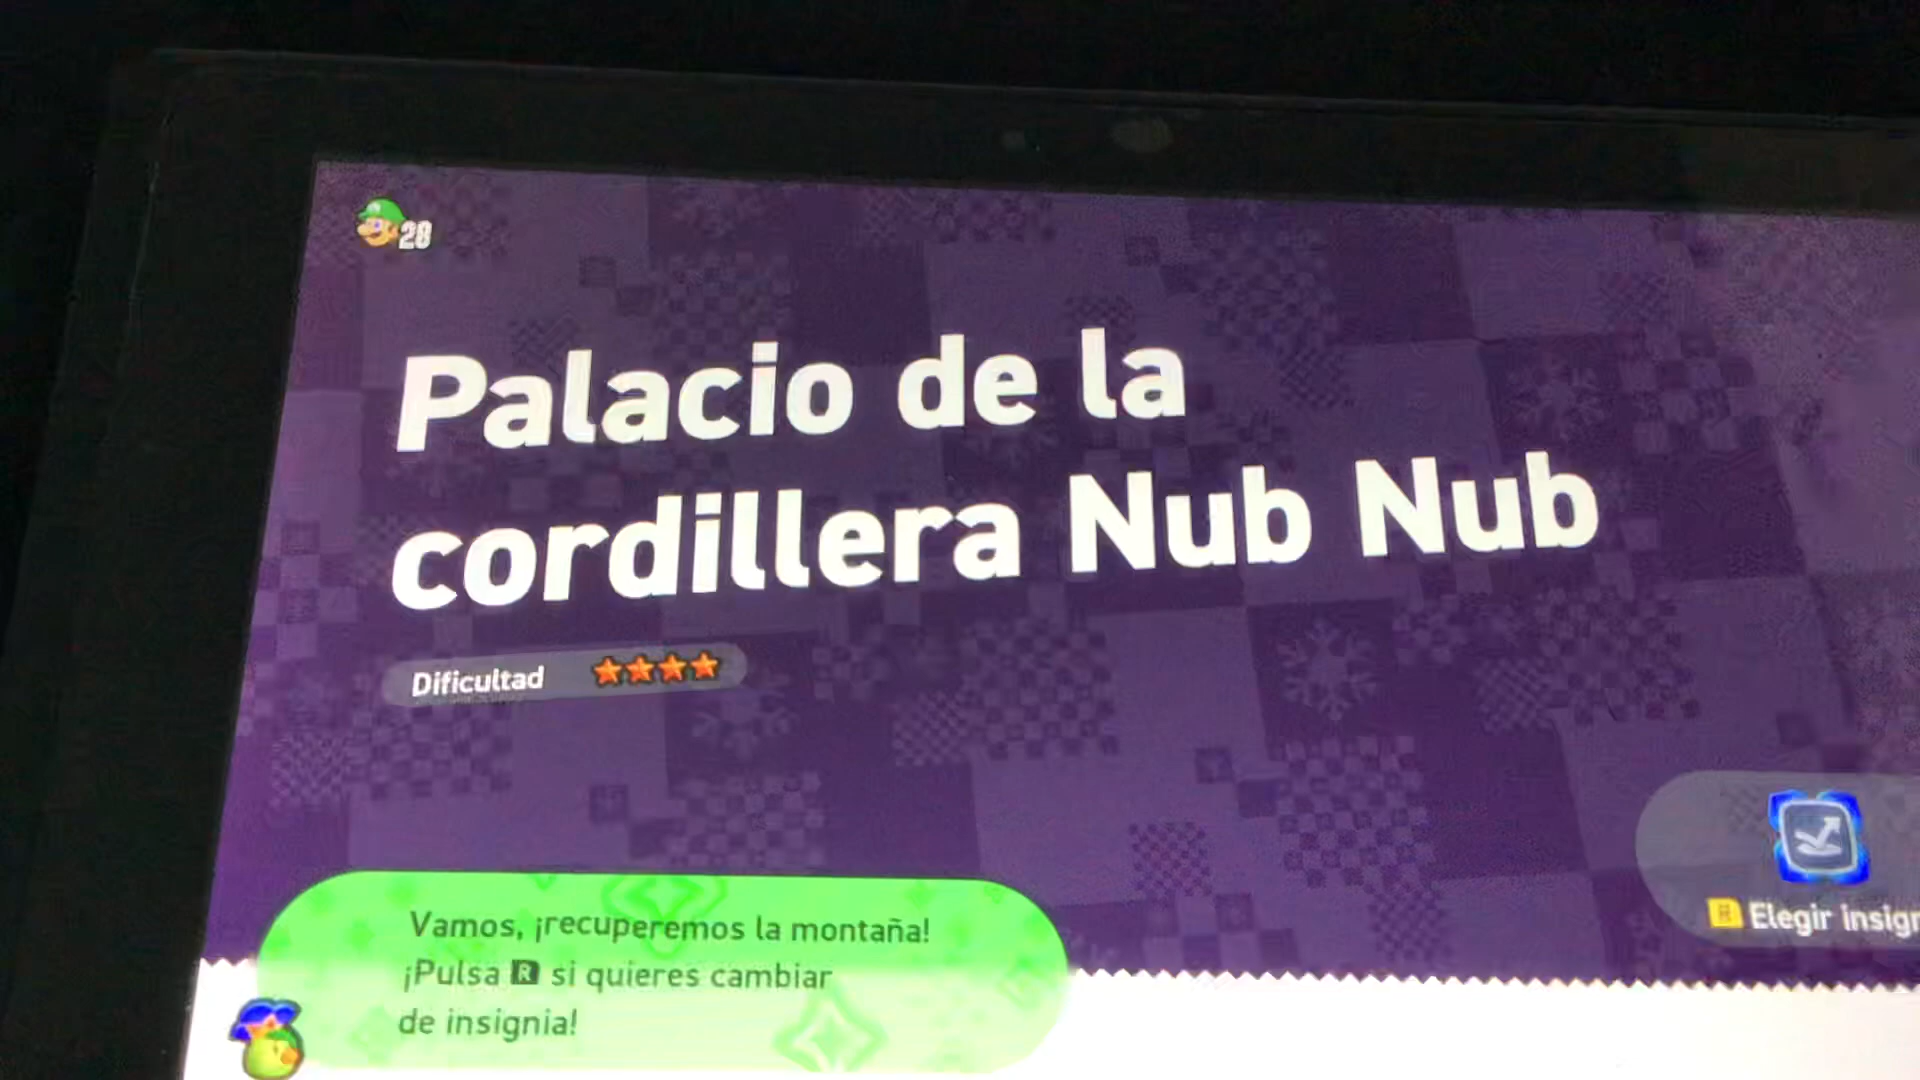 28
Palacio de la
cordillera Nub Nub
Dificultad
Vamos, ¡recuperemos la montaña!
¡Pulsa R si quieres cambiar
de insignia!
R Elegir